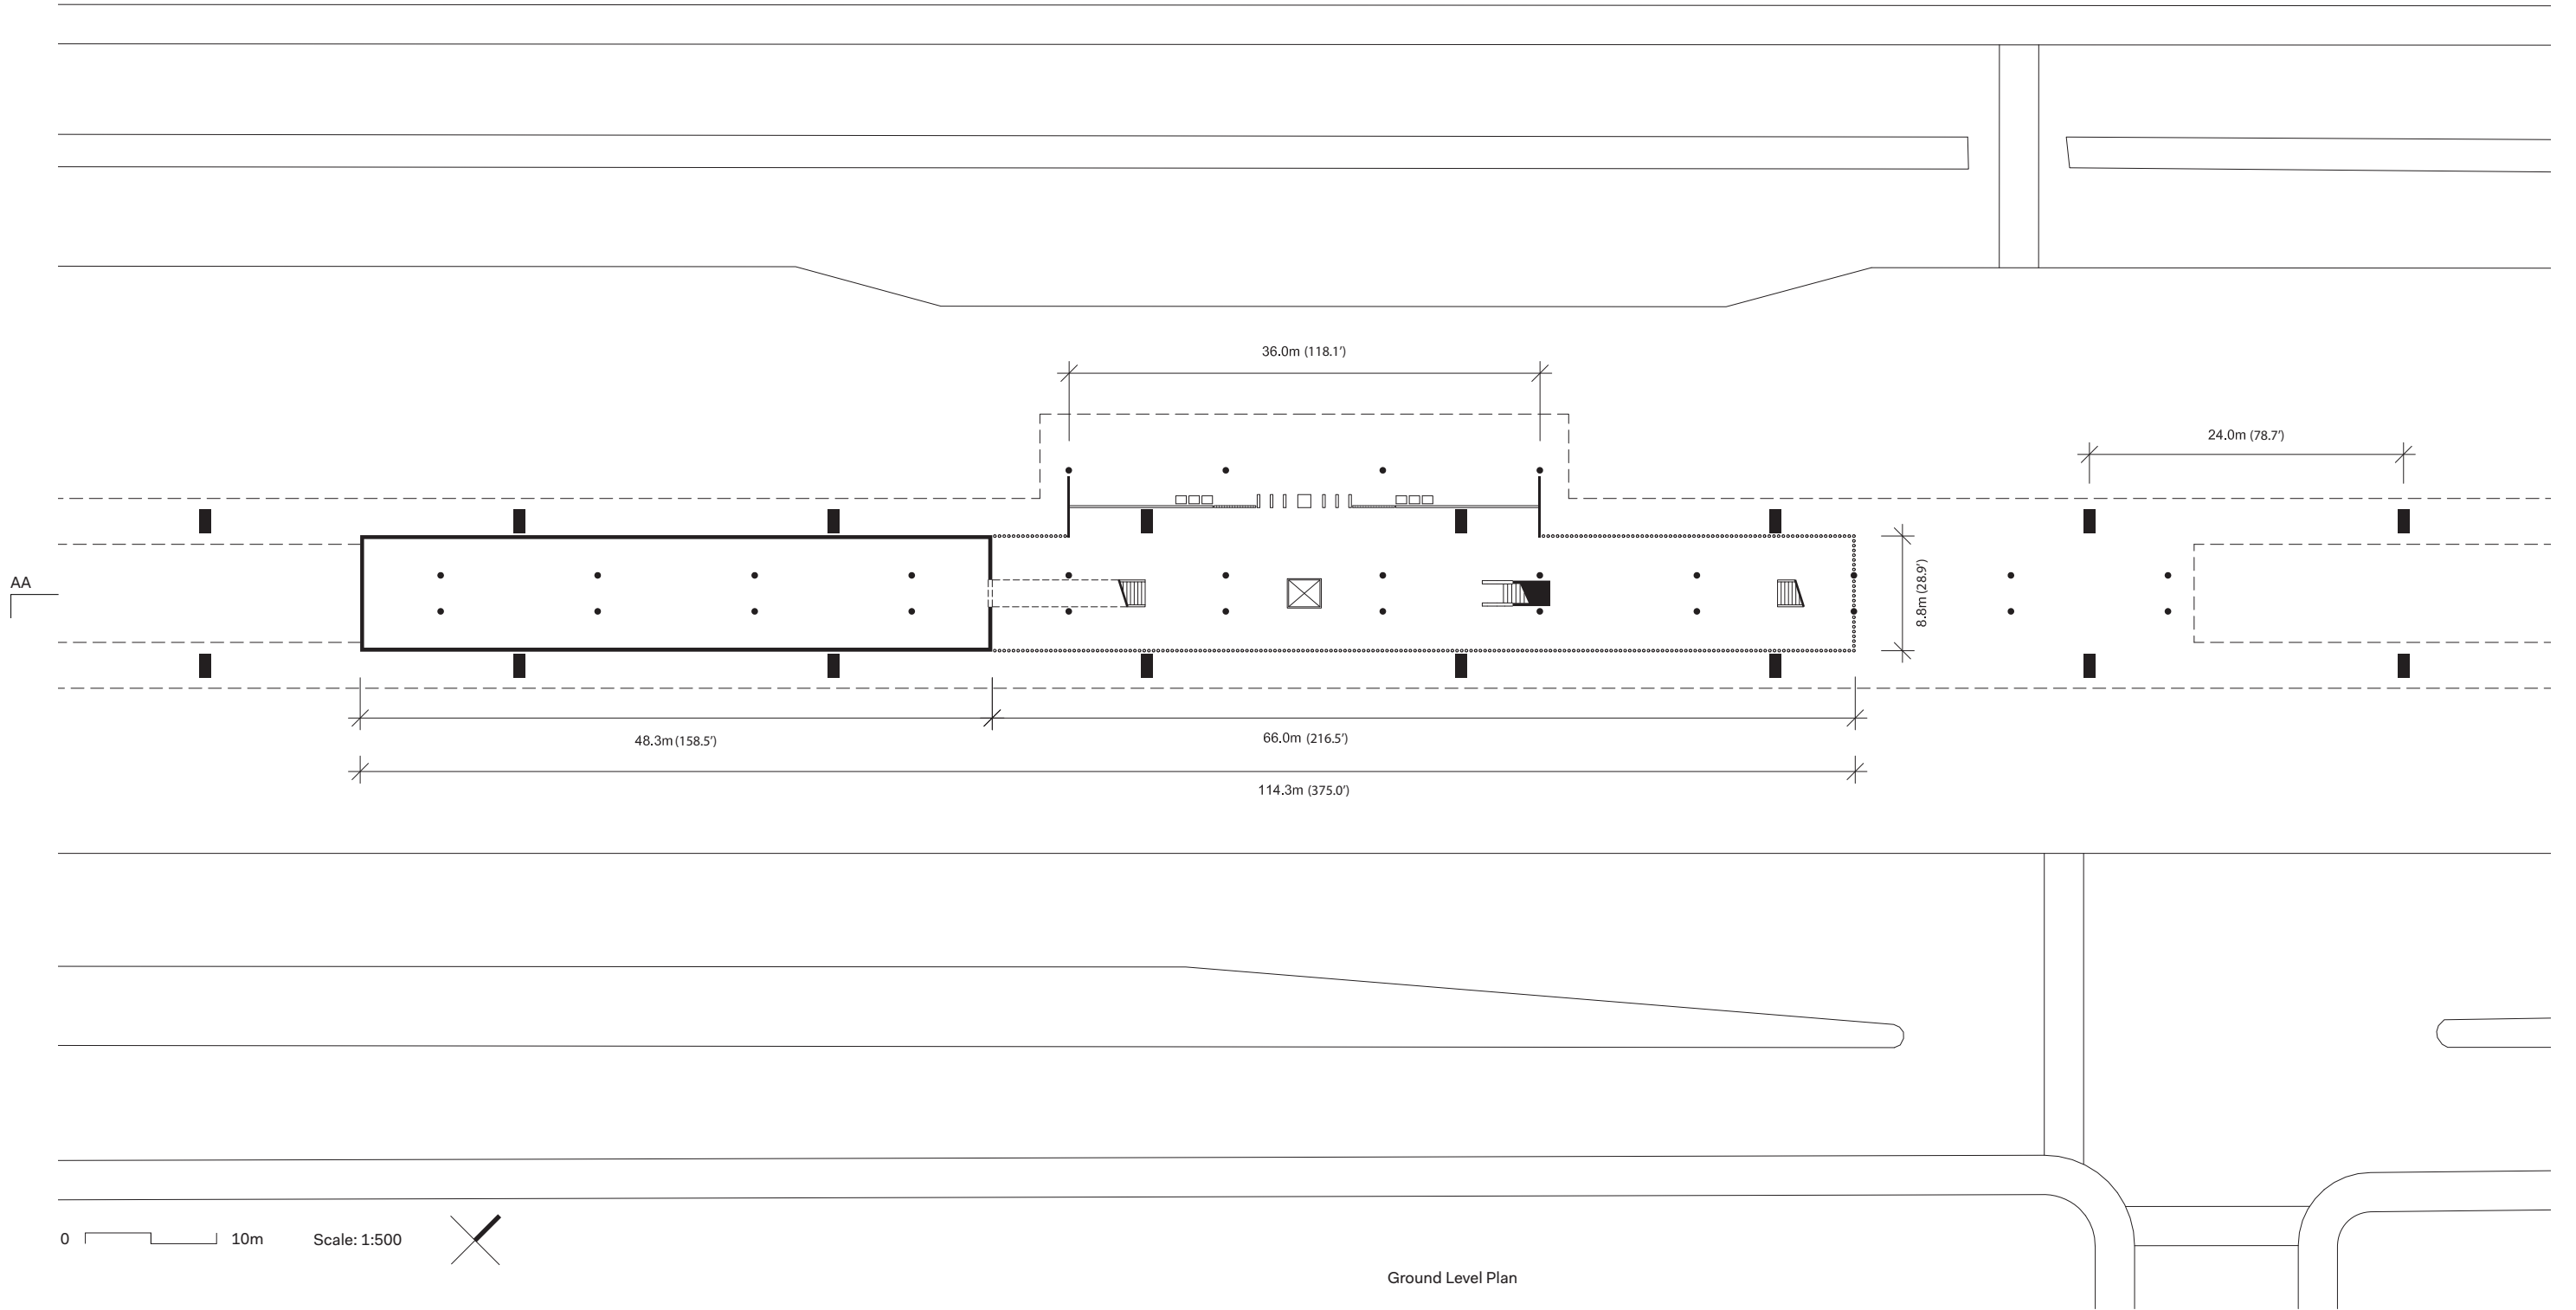 36.0m (118.1')
24.0m (78.7')
AA
8.8m (28.9')
48.3m (158.5')
66.0m (216.5')
114.3m (375.0')
0 10m Scale: 1:500
Ground Level Plan